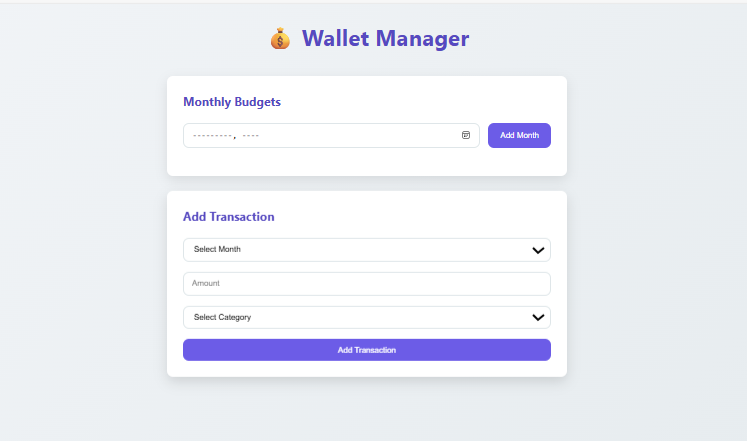 Wallet Manager
Monthly Budgets
---------, ----
Add Month
Add Transaction
Select Month
Amount
Select Category
Add Transaction